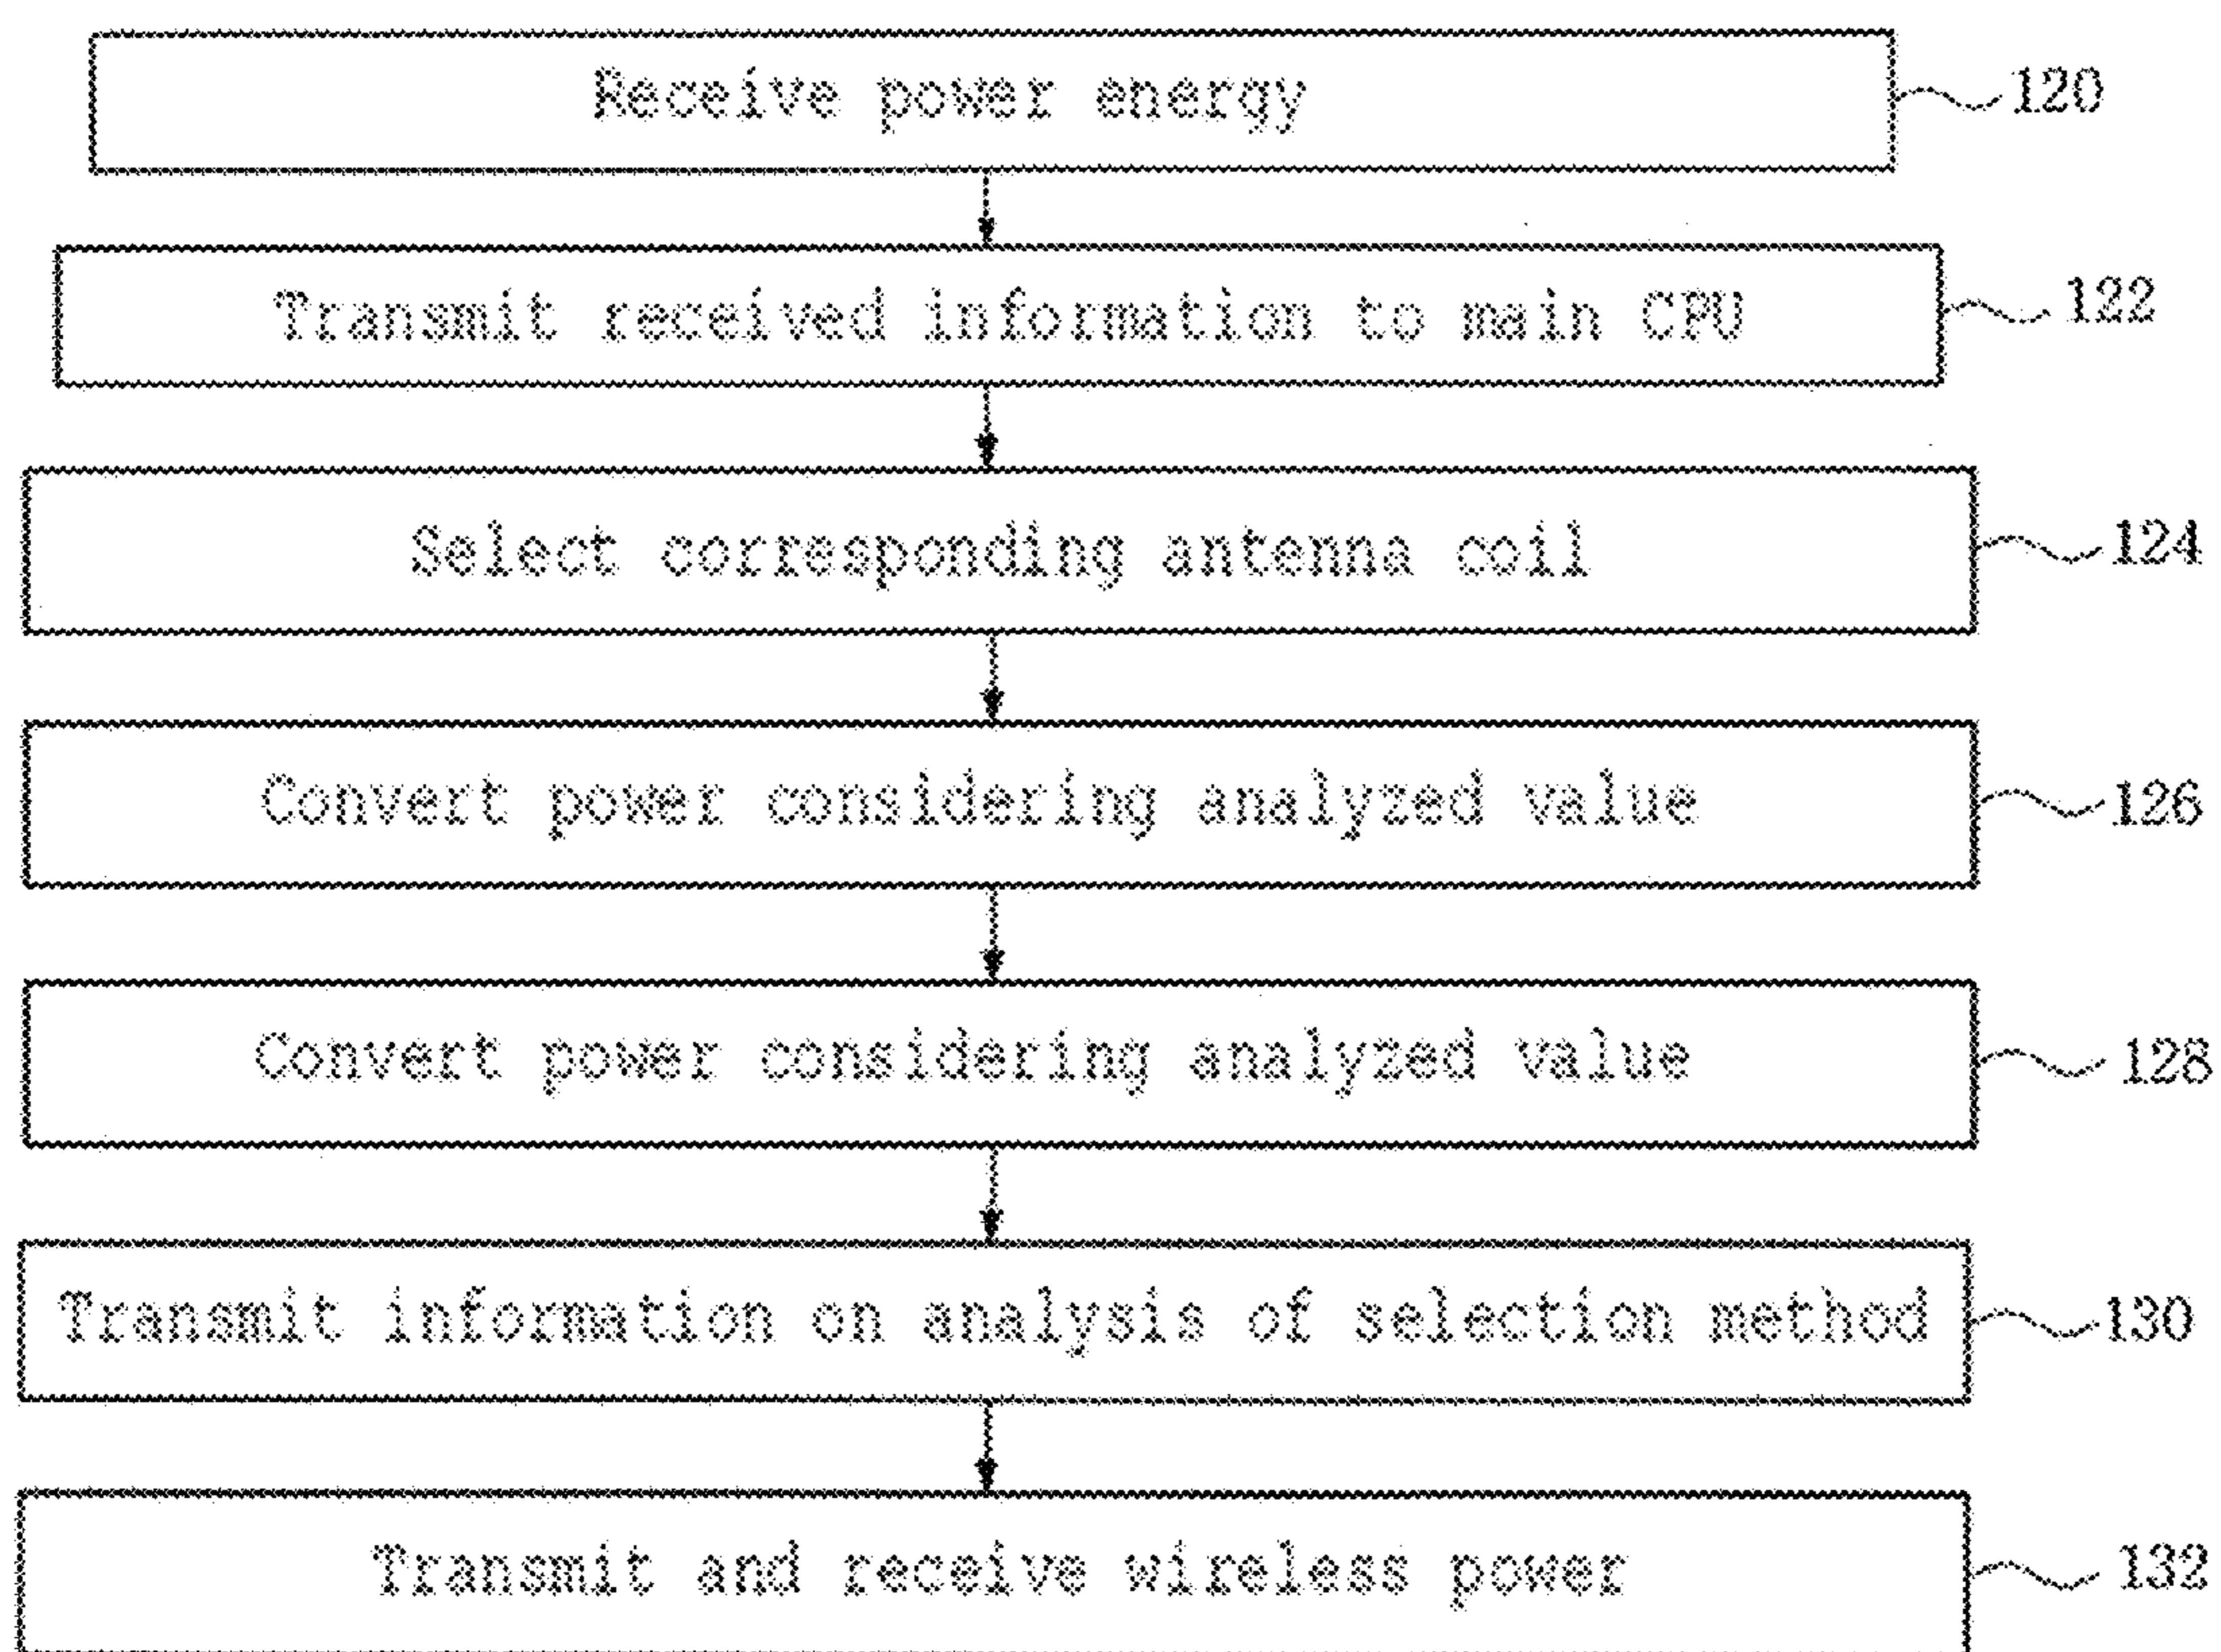 Receive power energy 120
Transmit received information to main CPU 122
Select corresponding antenna coil 124
Convert power considering analyzed value 126
Convert power considering analyzed value 128
Transmit information on analysis of selection method 130
Transmit and receive wireless power 132